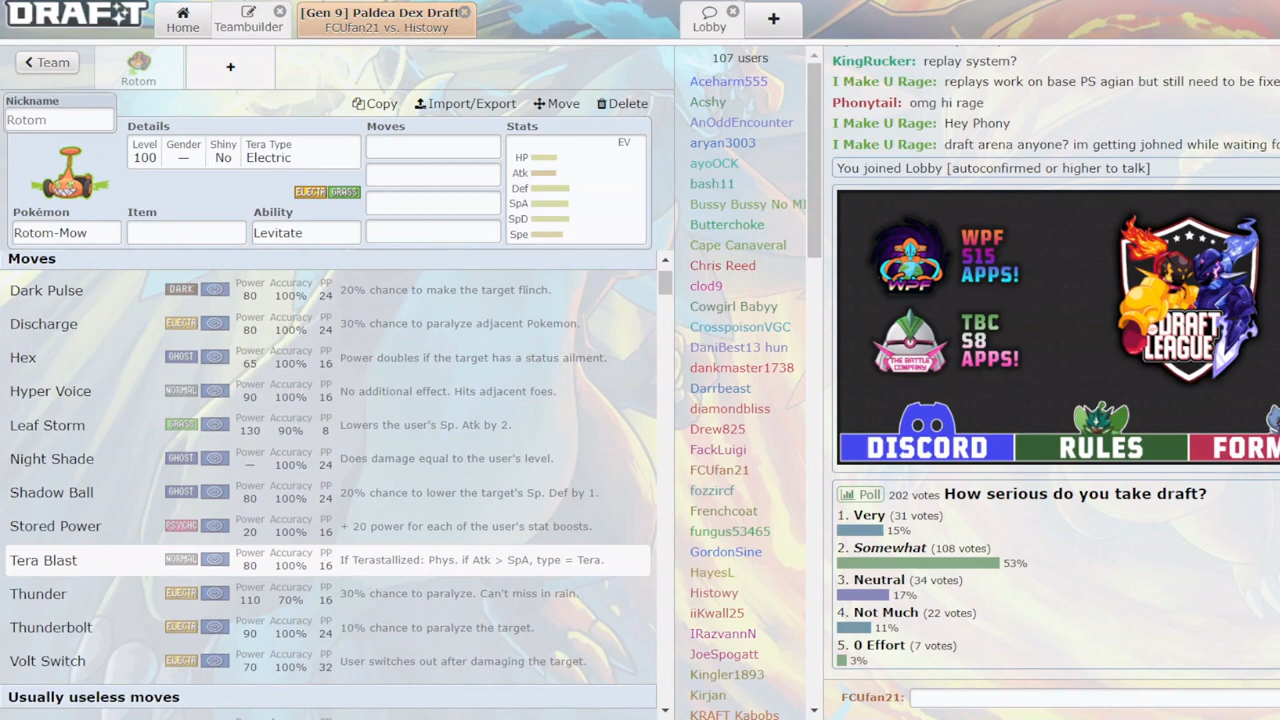 DRAFT
Home
Teambuilder
[Gen 9] Paldea Dex Draft
FCUfan21 vs. Histowy
Lobby
+
Team
Rotom
+
Nickname
Rotom
Copy
Import/Export
Move
Delete
Details
Level Gender Shiny Tera Type
100 — No Electric
ELECTR GRASS
Pokémon
Rotom-Mow
Item
Ability
Levitate
Moves
Stats
EV
HP
Atk
Def
SpA
SpD
Spe
Moves
Dark Pulse DARK Power 80 Accuracy 100% PP 24 20% chance to make the target flinch.
Discharge ELECTR Power 80 Accuracy 100% PP 24 30% chance to paralyze adjacent Pokemon.
Hex GHOST Power 65 Accuracy 100% PP 16 Power doubles if the target has a status ailment.
Hyper Voice NORMAL Power 90 Accuracy 100% PP 16 No additional effect. Hits adjacent foes.
Leaf Storm GRASS Power 130 Accuracy 90% PP 8 Lowers the user's Sp. Atk by 2.
Night Shade GHOST Power — Accuracy 100% PP 24 Does damage equal to the user's level.
Shadow Ball GHOST Power 80 Accuracy 100% PP 24 20% chance to lower the target's Sp. Def by 1.
Stored Power PSYCHC Power 20 Accuracy 100% PP 16 + 20 power for each of the user's stat boosts.
Tera Blast NORMAL Power 80 Accuracy 100% PP 16 If Terastallized: Phys. if Atk > SpA, type = Tera.
Thunder ELECTR Power 110 Accuracy 70% PP 16 30% chance to paralyze. Can't miss in rain.
Thunderbolt ELECTR Power 90 Accuracy 100% PP 24 10% chance to paralyze the target.
Volt Switch ELECTR Power 70 Accuracy 100% PP 32 User switches out after damaging the target.
Usually useless moves
107 users
Aceharm555
Acshy
AnOddEncounter
aryan3003
ayoOCK
bash11
Bussy Bussy No MI
Butterchoke
Cape Canaveral
Chris Reed
clod9
Cowgirl Babyy
CrosspoisonVGC
DaniBest13 hun
dankmaster1738
Darrbeast
diamondbliss
Drew825
FackLuigi
FCUfan21
fozzircf
Frenchcoat
fungus53465
GordonSine
HayesL
Histowy
iiKwall25
IRazvannN
JoeSpogatt
Kingler1893
Kirjan
KRAFT Kabobs
KingRucker: replay system?
I Make U Rage: replays work on base PS agian but still need to be fixe
Phonytail: omg hi rage
I Make U Rage: Hey Phony
I Make U Rage: draft arena anyone? im getting johned while waiting fo
You joined Lobby [autoconfirmed or higher to talk]
WPF
WPF
S15
APPS!
THE BATTLE
COMPANY
TBC
S8
APPS!
DRAFT
LEAGUE
DISCORD
RULES
FORM
Poll 202 votes How serious do you take draft?
1. Very (31 votes)
15%
2. Somewhat (108 votes)
53%
3. Neutral (34 votes)
17%
4. Not Much (22 votes)
11%
5. 0 Effort (7 votes)
3%
FCUfan21: